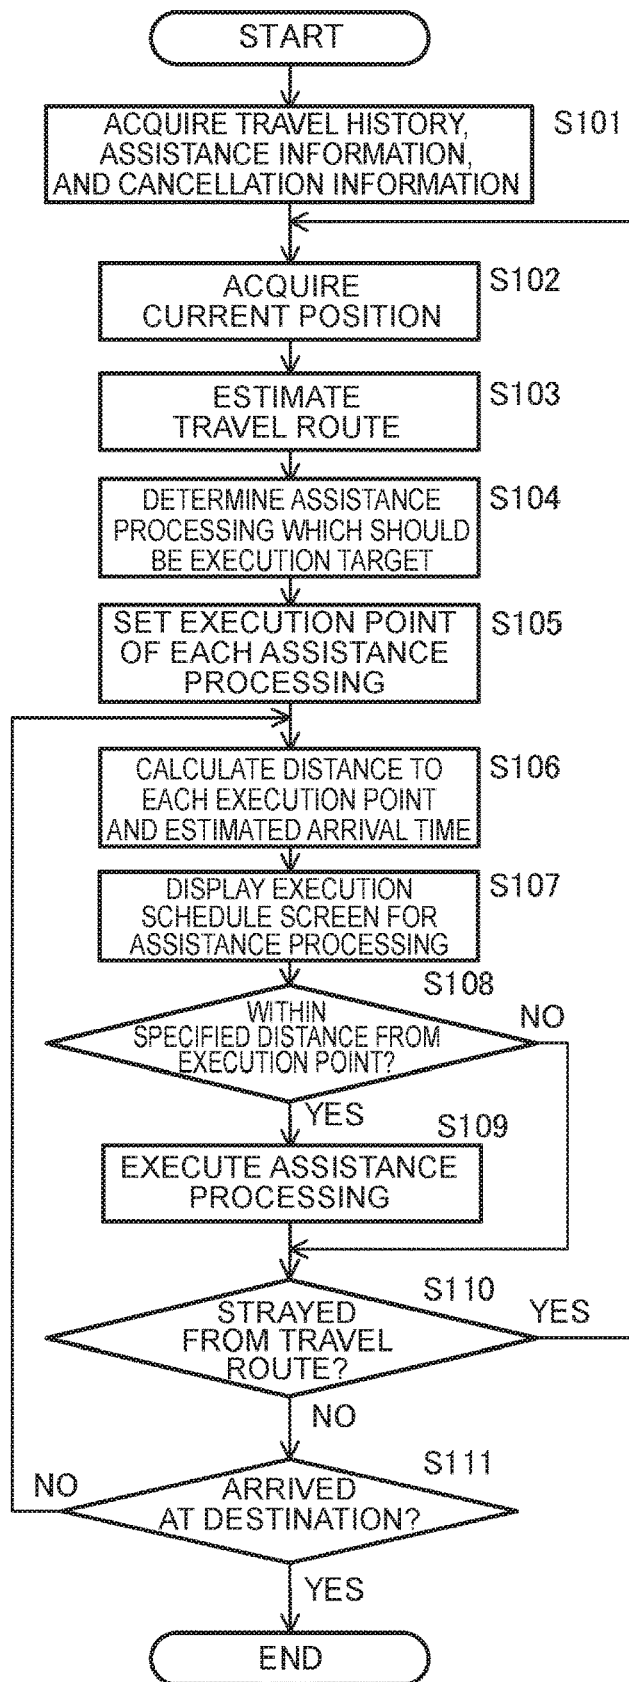 START
ACQUIRE TRAVEL HISTORY,
ASSISTANCE INFORMATION,
AND CANCELLATION INFORMATION
S101
ACQUIRE
CURRENT POSITION
S102
ESTIMATE
TRAVEL ROUTE
S103
DETERMINE ASSISTANCE
PROCESSING WHICH SHOULD
BE EXECUTION TARGET
S104
SET EXECUTION POINT
OF EACH ASSISTANCE
PROCESSING
S105
CALCULATE DISTANCE TO
EACH EXECUTION POINT
AND ESTIMATED ARRIVAL TIME
S106
DISPLAY EXECUTION
SCHEDULE SCREEN FOR
ASSISTANCE PROCESSING
S107
S108
WITHIN
SPECIFIED DISTANCE FROM
EXECUTION POINT?
NO
YES
S109
EXECUTE ASSISTANCE
PROCESSING
S110
STRAYED
FROM TRAVEL
ROUTE?
YES
NO
S111
ARRIVED
AT DESTINATION?
NO
YES
END